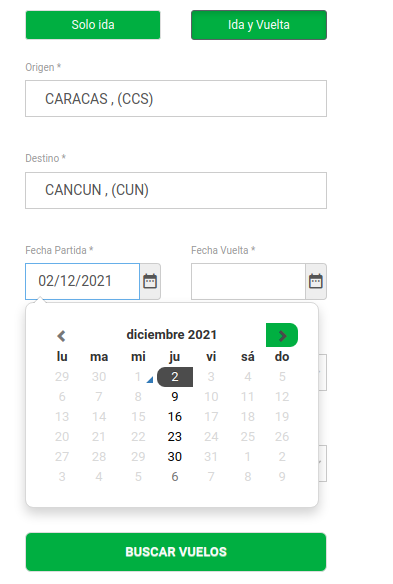 Solo ida Ida y Vuelta
Origen *
CARACAS , (CCS)
Destino *
CANCUN , (CUN)
Fecha Partida * Fecha Vuelta *
02/12/2021
diciembre 2021
lu ma mi ju vi sá do
29 30 1 2 3 4 5
6 7 8 9 10 11 12
13 14 15 16 17 18 19
20 21 22 23 24 25 26
27 28 29 30 31 1 2
3 4 5 6 7 8 9
BUSCAR VUELOS